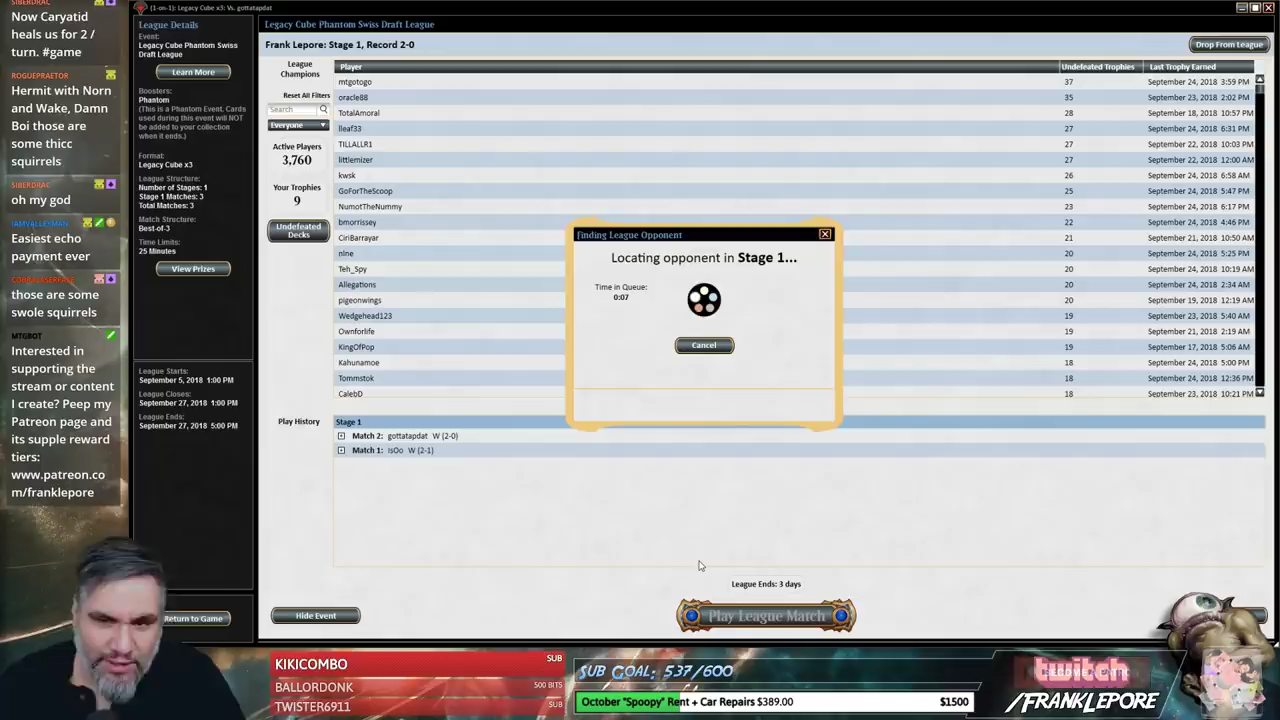 SIBERDRAC
Now Caryatid
heals us for 2 /
turn. #game
ROGUEPRAETOR
Hermit with Norn
and Wake, Damn
Boi those are
some thicc
squirrels
SIBERDRAC
oh my god
IAMVALLEYMAN
Easiest echo
payment ever
those are some
swole squirrels
MTGBOT
Interested in
supporting the
stream or content
I create? Peep my
Patreon page and
its supple reward
tiers:
www.patreon.co
m/franklepore
(1-on-1): Legacy Cube x3: Vs. gottatapdat
League Details
Event:
Legacy Cube Phantom Swiss
Draft League
Learn More
Boosters:
Phantom
(This is a Phantom Event. Cards
used during this event will NOT
be added to your collection
when it ends.)
Format:
Legacy Cube x3
League Structure:
Number of Stages: 1
Stage 1 Matches: 3
Total Matches: 3
Match Structure:
Best-of-3
Time Limits:
25 Minutes
View Prizes
League Starts:
September 5, 2018 1:00 PM
League Closes:
September 27, 2018 1:00 PM
League Ends:
September 27, 2018 5:00 PM
Return to Game
Legacy Cube Phantom Swiss Draft League
Frank Lepore: Stage 1, Record 2-0
Drop From League
League
Champions
Reset All Filters
Search
Everyone
Active Players
3,760
Your Trophies
9
Undefeated
Decks
Player Undefeated Trophies Last Trophy Earned
mtgotogo 37 September 24, 2018 3:59 PM
oracle88 35 September 23, 2018 2:02 PM
TotalAmoral 28 September 18, 2018 10:57 PM
lleaf33 27 September 24, 2018 6:31 PM
TILLALLR1 27 September 22, 2018 10:03 PM
littlemizer 27 September 22, 2018 12:00 AM
kwsk 26 September 24, 2018 6:58 AM
GoForTheScoop 25 September 24, 2018 5:47 PM
NumotTheNummy 23 September 24, 2018 6:17 PM
bmorrissey 22 September 24, 2018 4:46 PM
CiriBarrayar 21 September 21, 2018 10:50 AM
nIne 20 September 24, 2018 5:25 PM
Teh_Spy 20 September 24, 2018 10:19 AM
Allegations 20 September 24, 2018 2:34 AM
pigeonwings 20 September 19, 2018 12:19 AM
Wedgehead123 19 September 23, 2018 5:40 AM
Ownforlife 19 September 21, 2018 2:19 AM
KingOfPop 19 September 17, 2018 5:06 AM
Kahunamoe 18 September 24, 2018 5:00 PM
Tommstok 18 September 24, 2018 12:36 PM
CalebD 18 September 23, 2018 10:21 PM
Finding League Opponent
Locating opponent in Stage 1...
Time in Queue:
0:07
Cancel
Play History
Stage 1
Match 2: gottatapdat W (2-0)
Match 1: IsOo W (2-1)
League Ends: 3 days
Hide Event
Play League Match
KIKICOMBO SUB
BALLORDONK 500 BITS
TWISTER6911 SUB
SUB GOAL: 537/600
October "Spoopy" Rent + Car Repairs $389.00 $1500
twitch
/FRANKLEPORE